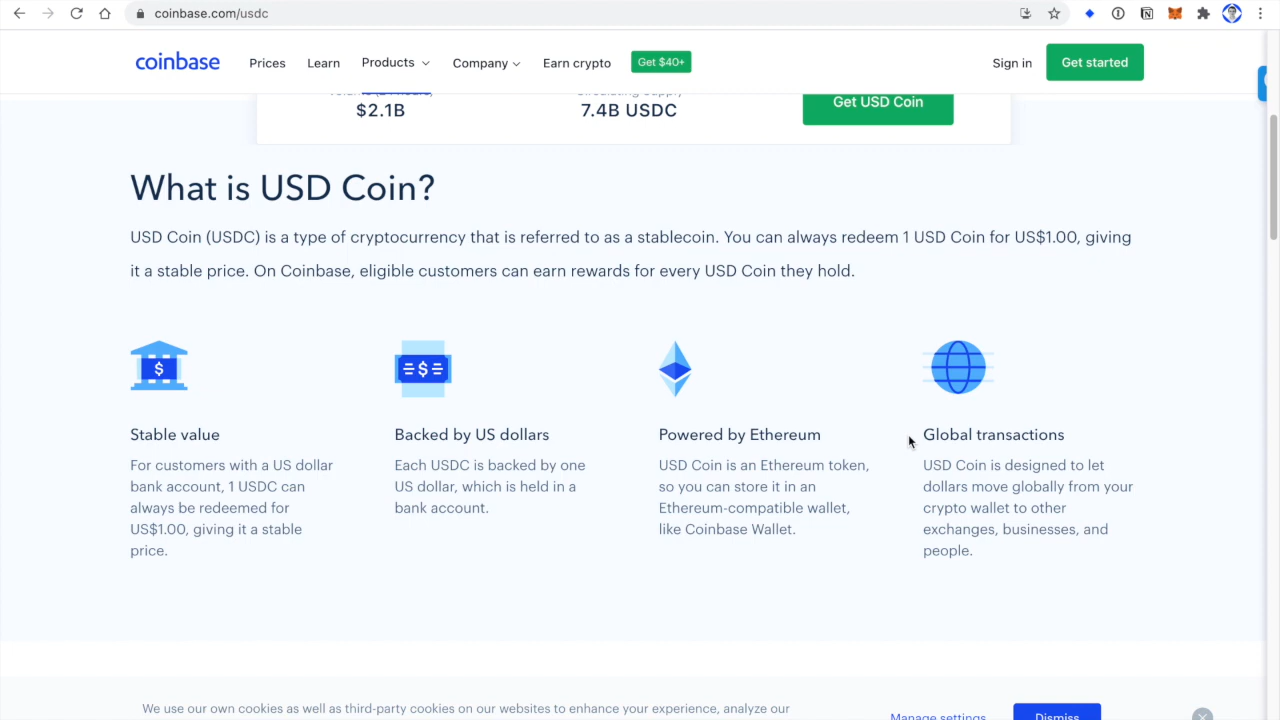 coinbase.com/usdc
coinbase Prices Learn Products Company Earn crypto Get $40+ Sign in Get started
$2.1B 7.4B USDC Get USD Coin
What is USD Coin?
USD Coin (USDC) is a type of cryptocurrency that is referred to as a stablecoin. You can always redeem 1 USD Coin for US$1.00, giving
it a stable price. On Coinbase, eligible customers can earn rewards for every USD Coin they hold.
$
$
Stable value
For customers with a US dollar
bank account, 1 USDC can
always be redeemed for
US$1.00, giving it a stable
price.
Backed by US dollars
Each USDC is backed by one
US dollar, which is held in a
bank account.
Powered by Ethereum
USD Coin is an Ethereum token,
so you can store it in an
Ethereum-compatible wallet,
like Coinbase Wallet.
Global transactions
USD Coin is designed to let
dollars move globally from your
crypto wallet to other
exchanges, businesses, and
people.
We use our own cookies as well as third-party cookies on our websites to enhance your experience, analyze our
Manage settings Dismiss